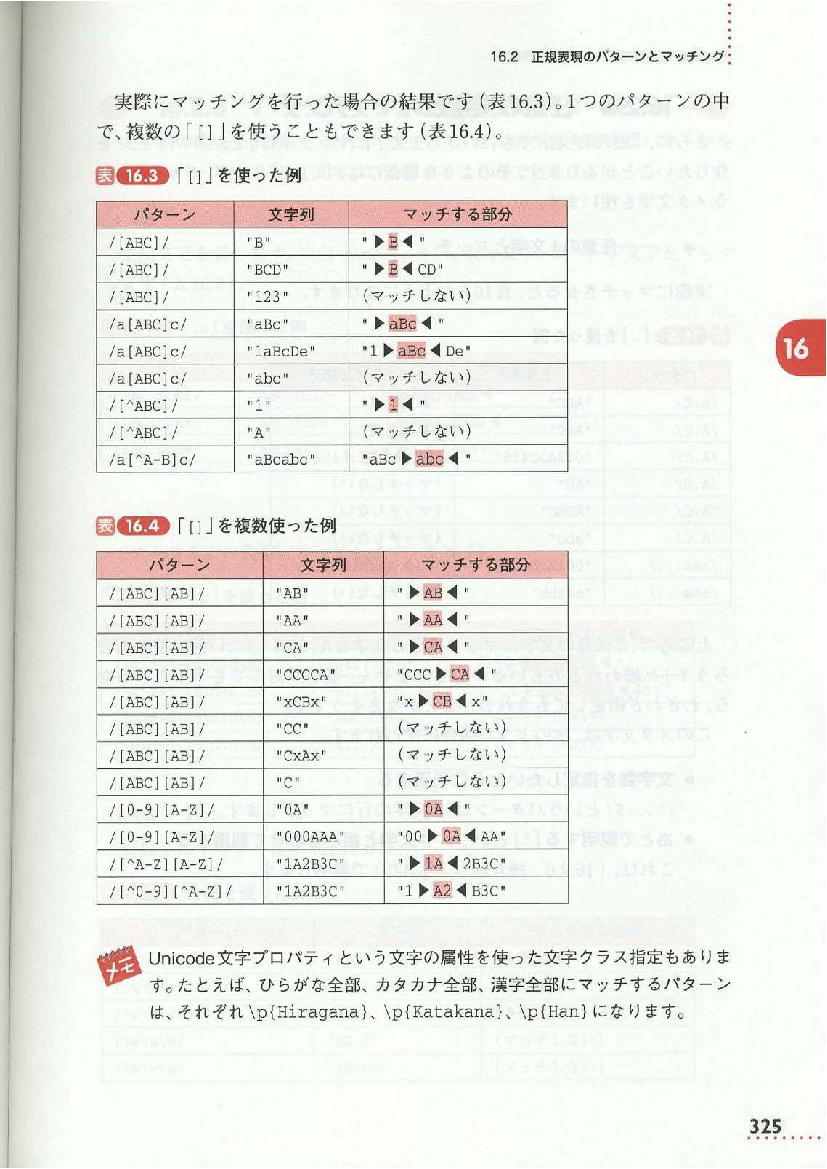 16.2 正規表現のパターンとマッチング
実際にマッチングを行った場合の結果です(表16.3)。1つのパターンの中
で、複数の「[]」を使うこともできます(表16.4)。
表 16.3 「[]」を使った例
パターン 文字列 マッチする部分
/[ABC]/ "B" "▶B◀"
/[ABC]/ "BCD" "▶B◀CD"
/[ABC]/ "123" (マッチしない)
/a[ABC]c/ "aBc" "▶aBc◀"
/a[ABC]c/ "1aBcDe" "1▶aBc◀De"
/a[ABC]c/ "abc" (マッチしない)
/[^ABC]/ "1" "▶1◀"
/[^ABC]/ "A" (マッチしない)
/a[^A-B]c/ "aBcabc" "aBc▶abc◀"
16
表 16.4 「[]」を複数使った例
パターン 文字列 マッチする部分
/[ABC][AB]/ "AB" "▶AB◀"
/[ABC][AB]/ "AA" "▶AA◀"
/[ABC][AB]/ "CA" "▶CA◀"
/[ABC][AB]/ "CCCCA" "CCC▶CA◀"
/[ABC][AB]/ "xCBx" "x▶CB◀x"
/[ABC][AB]/ "CC" (マッチしない)
/[ABC][AB]/ "CxAx" (マッチしない)
/[ABC][AB]/ "C" (マッチしない)
/[0-9][A-Z]/ "0A" "▶0A◀"
/[0-9][A-Z]/ "000AAA" "00▶0A◀AA"
/[^A-Z][A-Z]/ "1A2B3C" "▶1A◀2B3C"
/[^0-9][^A-Z]/ "1A2B3C" "1▶A2◀B3C"
メモ Unicode文字プロパティという文字の属性を使った文字クラス指定もありま
す。たとえば、ひらがな全部、カタカナ全部、漢字全部にマッチするパターン
は、それぞれ\p{Hiragana}、\p{Katakana}、\p{Han}になります。
325